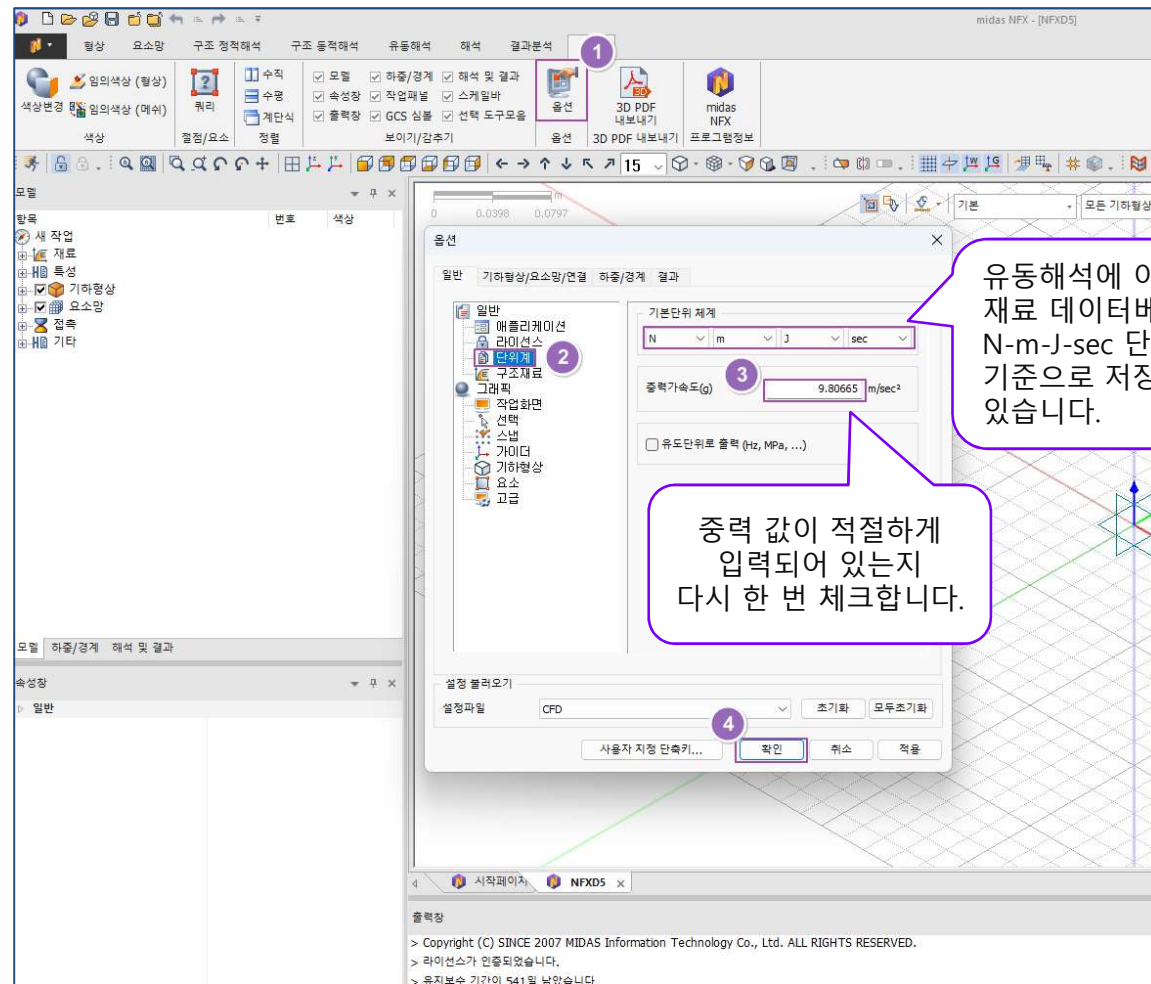 midas NFX - [NFXD5]
형상 요소망 구조 정적해석 구조 동적해석 유동해석 해석 결과분석
1
색상변경
임의색상 (형상)
임의색상 (메쉬)
색상
쿼리
절점/요소
수직
수평
계단식
정렬
모델 하중/경계 해석 및 결과
속성창 작업패널 스케일바
출력창 GCS 심볼 선택 도구모음
보이기/감추기
옵션
옵션
3D PDF
내보내기
3D PDF 내보내기
midas
NFX
프로그램정보
15
모델
항목 번호 색상
새 작업
재료
특성
기하형상
요소망
접촉
기타
모델 하중/경계 해석 및 결과
속성창
일반
m
0 0.0398 0.0797
기본
모든 기하형상
옵션
일반 기하형상/요소망/연결 하중/경계 결과
일반
애플리케이션
라이선스
단위계
2
구조재료
그래픽
작업화면
선택
스냅
가이더
기하형상
요소
고급
기본단위 체계
N m J sec
중력가속도(g) 3 9.80665 m/sec²
유도단위로 출력 (Hz, MPa, ...)
설정 불러오기
설정파일 CFD 초기화 모두초기화
4
사용자 지정 단축키... 확인 취소 적용
유동해석에
재료
N-m-J-sec
기준으로
있습니다.
중력 값이 적절하게
입력되어 있는지
다시 한 번 체크합니다.
시작페이지 NFXD5
출력창
> Copyright (C) SINCE 2007 MIDAS Information Technology Co., Ltd. ALL RIGHTS RESERVED.
> 라이선스가 인증되었습니다.
> 유지보수 기간이 541일 남았습니다